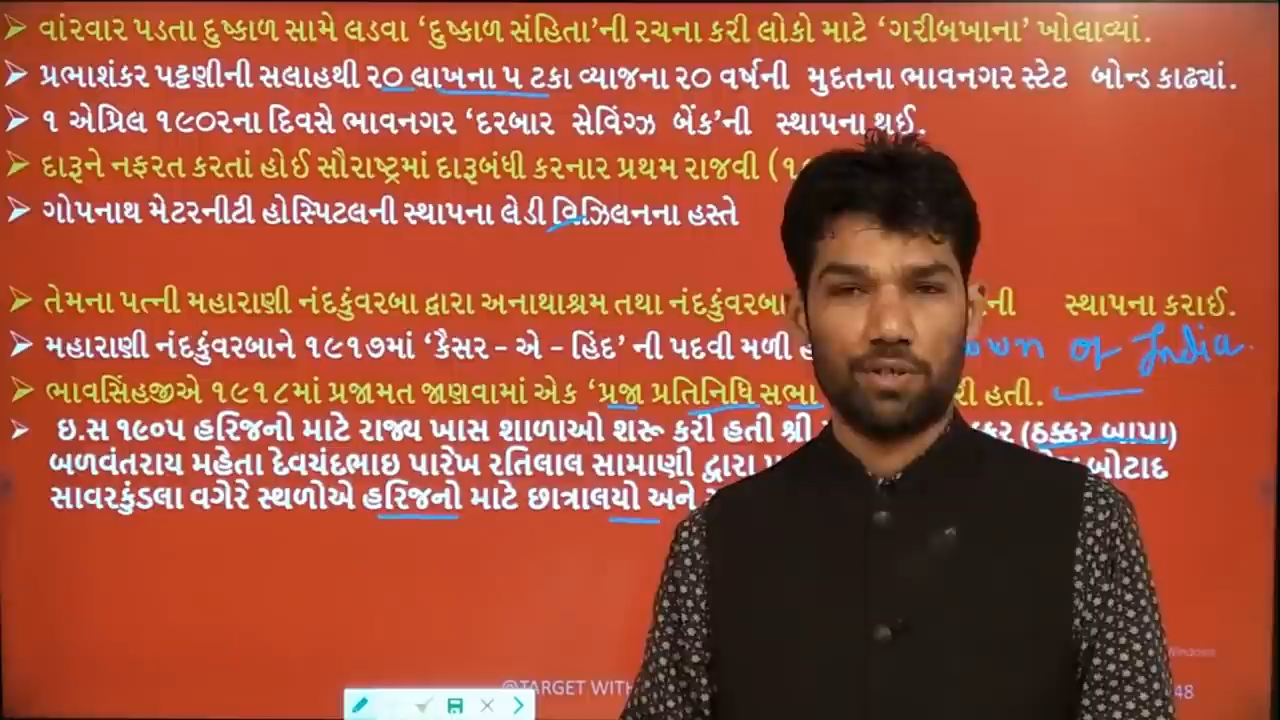 વાંરવાર પડતા દુષ્કાળ સામે લડવા ‘દુષ્કાળ સંહિતા’ની રચના કરી લોકો માટે ‘ગરીબખાના’ ખોલાવ્યાં.
પ્રભાશંકર પટ્ટણીની સલાહથી ૨૦ લાખના ૫ ટકા વ્યાજના ૨૦ વર્ષની મુદતના ભાવનગર સ્ટેટ બોન્ડ કાઢ્યાં.
૧ એપ્રિલ ૧૯૦૨ના દિવસે ભાવનગર ‘દરબાર સેવિંગ્ઝ બેંક’ની સ્થાપના થઈ.
દારૂને નફરત કરતાં હોઈ સૌરાષ્ટ્રમાં દારૂબંધી કરનાર પ્રથમ રાજવી
ગોપનાથ મેટરનીટી હોસ્પિટલની સ્થાપના લેડી વિઝિલનના હસ્તે
તેમના પત્ની મહારાણી નંદકુંવરબા દ્વારા અનાથાશ્રમ તથા નંદકુંવરબા ની સ્થાપના કરાઈ.
મહારાણી નંદકુંવરબાને ૧૯૧૭માં ‘કૈસર – એ – હિંદ’ ની પદવી મળી of India.
ભાવસિંહજીએ ૧૯૧૮માં પ્રજામત જાણવામાં એક ‘પ્રજા પ્રતિનિધિ સભા હતી.
ઇ.સ ૧૯૦૫ હરિજનો માટે રાજ્ય ખાસ શાળાઓ શરૂ કરી હતી શ્રી (ઠક્કર બાપા)
બળવંતરાય મહેતા દેવચંદભાઇ પારેખ રતિલાલ સામાણી દ્વારા બોટાદ
સાવરકુંડલા વગેરે સ્થળોએ હરિજનો માટે છાત્રાલયો અને
@TARGET WITH 48